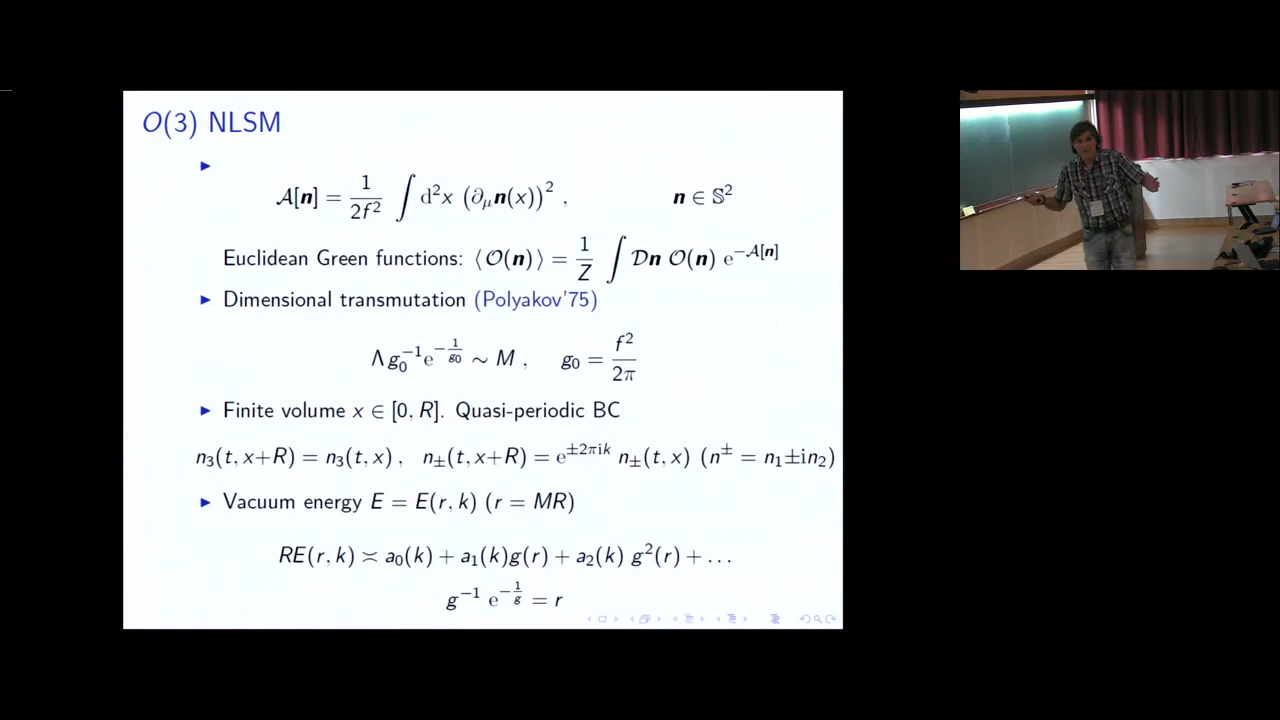 O(3) NLSM
A[n] = 1/(2f²) ∫ d²x (∂_μ n(x))² , n ∈ 𝕊²
Euclidean Green functions: ⟨O(n)⟩ = 1/Z ∫ Dn O(n) e^{−A[n]}
Dimensional transmutation (Polyakov'75)
Λg₀⁻¹e^{−1/g₀} ∼ M , g₀ = f²/2π
Finite volume x ∈ [0, R]. Quasi-periodic BC
n₃(t, x+R) = n₃(t, x) , n_±(t, x+R) = e^{±2πik} n_±(t, x) (n^± = n₁±in₂)
Vacuum energy E = E(r, k) (r = MR)
RE(r, k) ≍ a₀(k) + a₁(k)g(r) + a₂(k) g²(r) + …
g⁻¹ e^{−1/g} = r